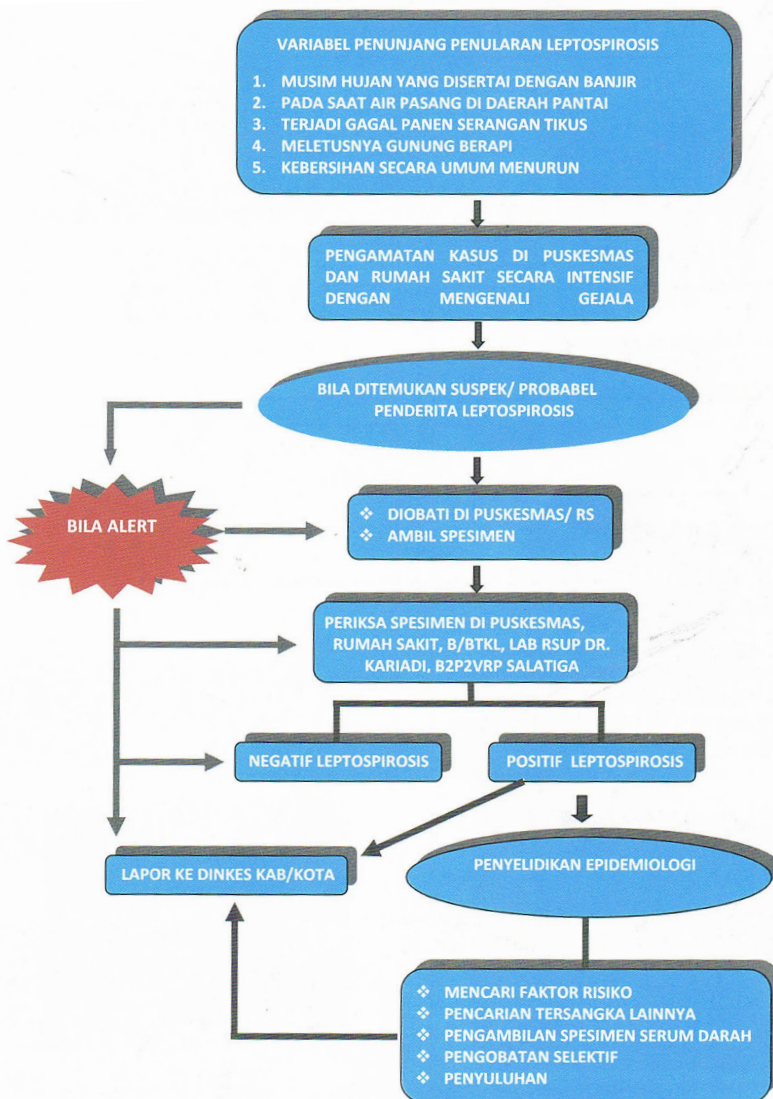 VARIABEL PENUNJANG PENULARAN LEPTOSPIROSIS
1. MUSIM HUJAN YANG DISERTAI DENGAN BANJIR
2. PADA SAAT AIR PASANG DI DAERAH PANTAI
3. TERJADI GAGAL PANEN SERANGAN TIKUS
4. MELETUSNYA GUNUNG BERAPI
5. KEBERSIHAN SECARA UMUM MENURUN
PENGAMATAN KASUS DI PUSKESMAS
DAN RUMAH SAKIT SECARA INTENSIF
DENGAN MENGENALI GEJALA
BILA DITEMUKAN SUSPEK/ PROBABEL
PENDERITA LEPTOSPIROSIS
BILA ALERT
❖ DIOBATI DI PUSKESMAS/ RS
❖ AMBIL SPESIMEN
PERIKSA SPESIMEN DI PUSKESMAS,
RUMAH SAKIT, B/BTKL, LAB RSUP DR.
KARIADI, B2P2VRP SALATIGA
NEGATIF LEPTOSPIROSIS
POSITIF LEPTOSPIROSIS
LAPOR KE DINKES KAB/KOTA
PENYELIDIKAN EPIDEMIOLOGI
❖ MENCARI FAKTOR RISIKO
❖ PENCARIAN TERSANGKA LAINNYA
❖ PENGAMBILAN SPESIMEN SERUM DARAH
❖ PENGOBATAN SELEKTIF
❖ PENYULUHAN